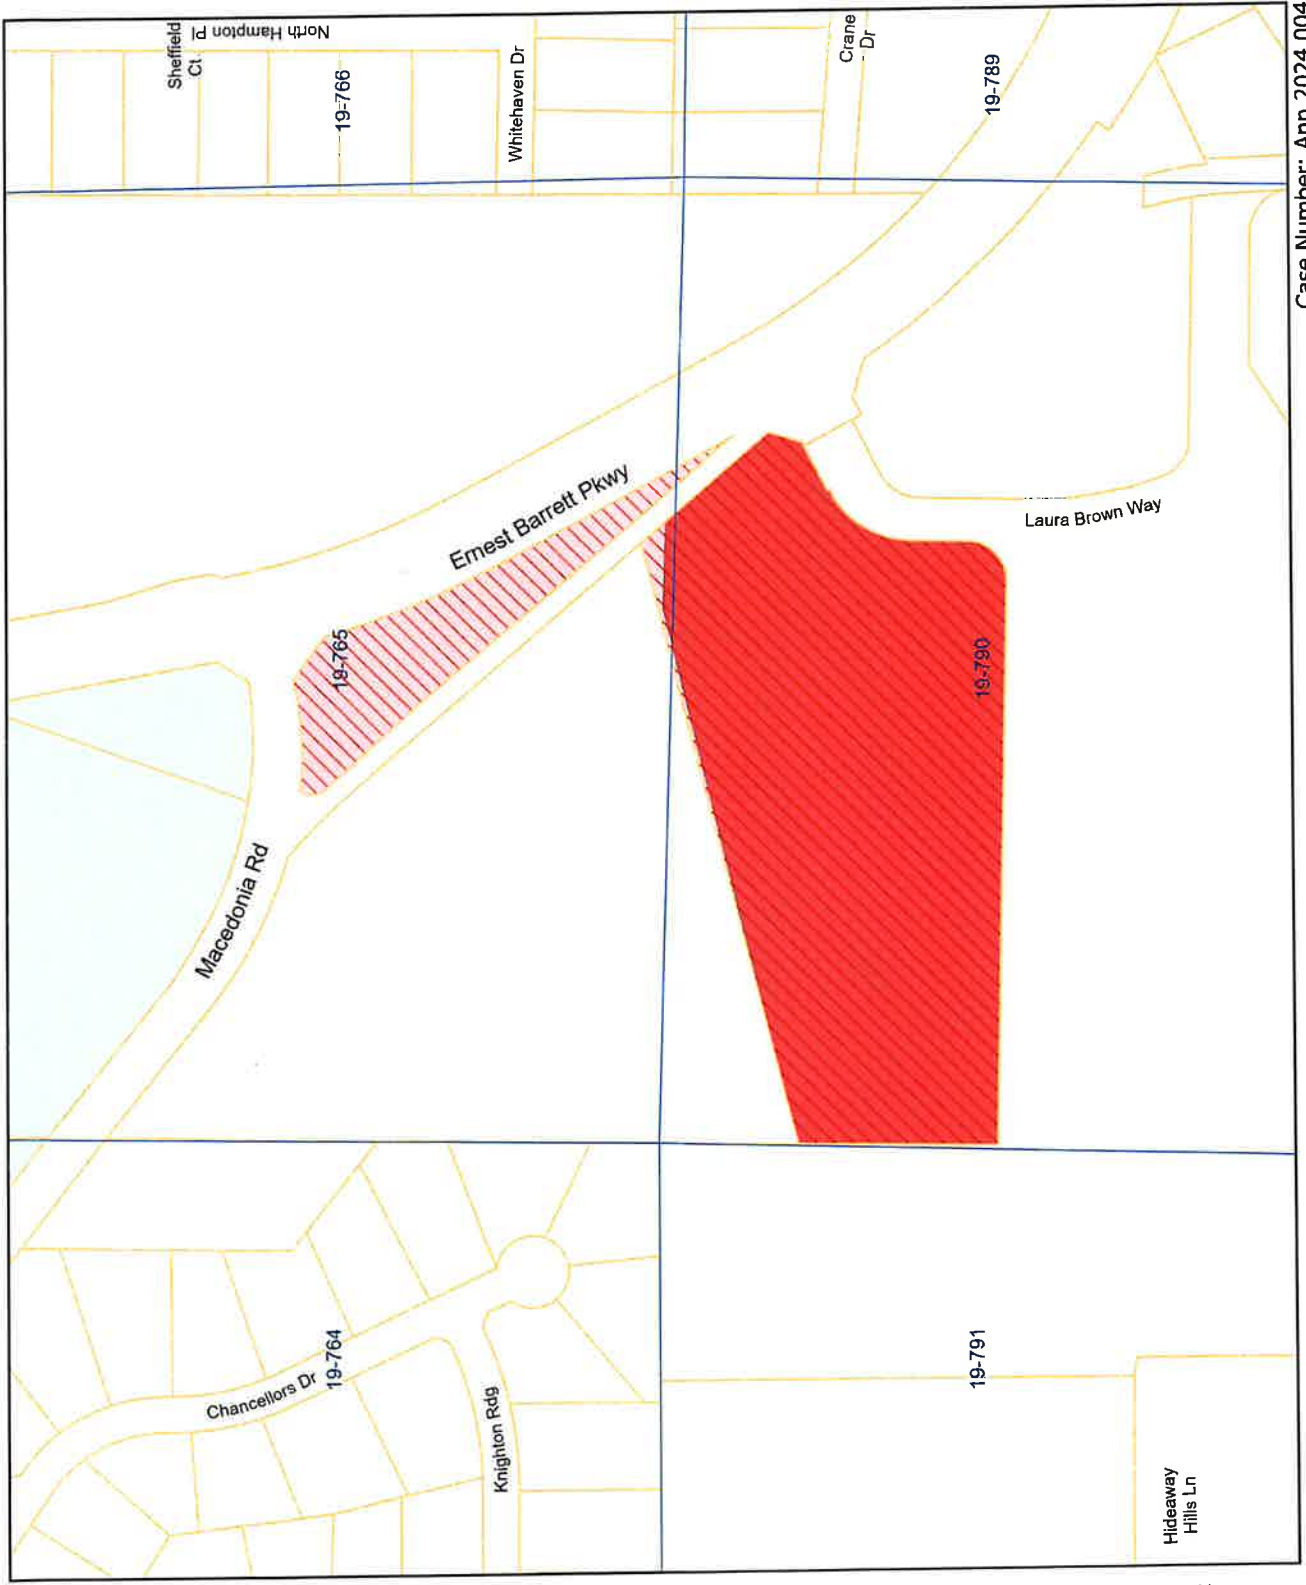 North Hampton Pl
Sheffield
Ct
19-766
Whitehaven Dr
Crane
Dr
19-789
Ernest Barrett Pkwy
19-765
Laura Brown Way
19-790
Macedonia Rd
Chancellors Dr
19-764
Knighton Rdg
19-791
Hideaway
Hills Ln
Case Number: Ann 2024 004